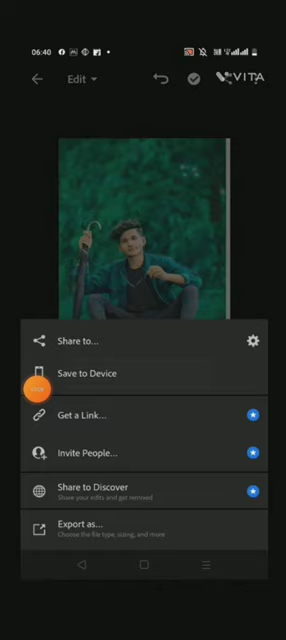 06:40
Edit
VITA
Share to...
Save to Device
Get a Link...
Invite People...
Share to Discover
Share your edits and get remixed
Export as...
Choose the file type, sizing, and more